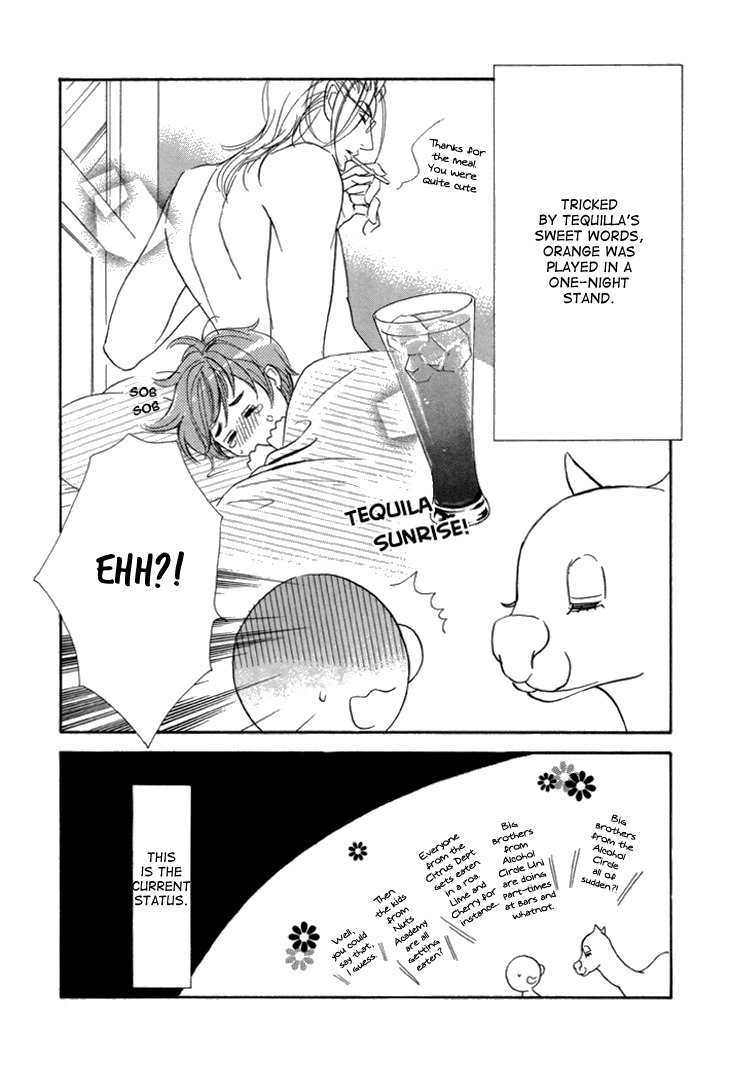 TRICKED
BY TEQUILLA'S
SWEET WORDS,
ORANGE WAS
PLAYED IN A
ONE-NIGHT
STAND.
Thanks for
the meal.
You were
quite cute
SOB
SOB
TEQUILA
SUNRISE!
EHH?!
Big
Brothers
from the
Alcohol
Circle
all of
sudden?!
Big
Brothers
from
Alcohol
Circle Uni
are doing
part-times
at Bars and
whatnot.
Everyone
from the
Citrus Dept.
gets eaten
in a roa.
Lime and
Cherry for
instance.
Then
the kids
from
Nuts
Academy
are all
getting
eaten?
Well,
you could
say that,
I guess.
THIS
IS THE
CURRENT
STATUS.